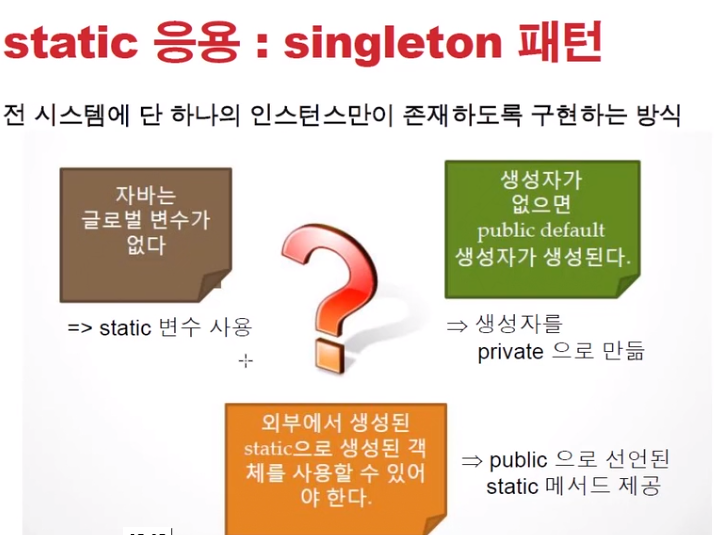 static 응용 : singleton 패턴
전 시스템에 단 하나의 인스턴스만이 존재하도록 구현하는 방식
자바는
글로벌 변수가
없다
=> static 변수 사용
생성자가
없으면
public default
생성자가 생성된다.
⇒ 생성자를
private 으로 만듦
외부에서 생성된
static으로 생성된 객
체를 사용할 수 있어
야 한다.
⇒ public 으로 선언된
static 메서드 제공